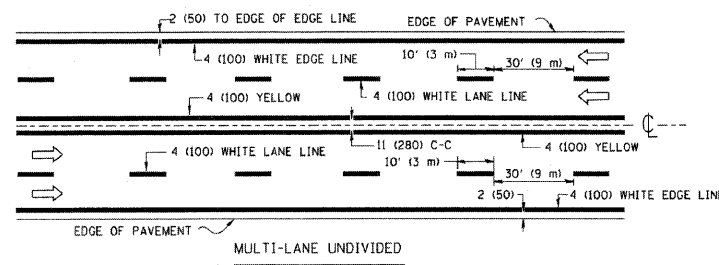 2 (50) TO EDGE OF EDGE LINE
EDGE OF PAVEMENT
4 (100) WHITE EDGE LINE
10' (3 m)
30' (9 m)
4 (100) YELLOW
4 (100) WHITE LANE LINE
CL
4 (100) WHITE LANE LINE
11 (280) C-C
4 (100) YELLOW
10' (3 m)
30' (9 m)
2 (50)
4 (100) WHITE EDGE LINE
EDGE OF PAVEMENT
MULTI-LANE UNDIVIDED